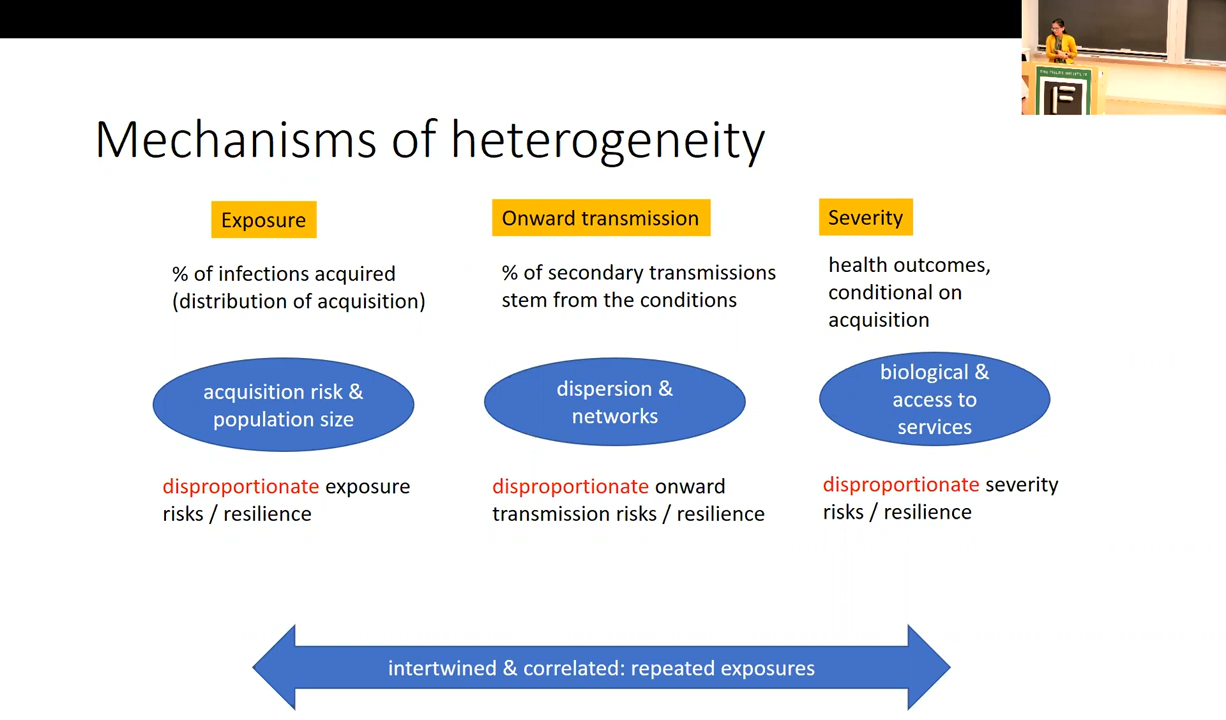 Mechanisms of heterogeneity
Exposure
% of infections acquired
(distribution of acquisition)
acquisition risk &
population size
disproportionate exposure
risks / resilience
Onward transmission
% of secondary transmissions
stem from the conditions
dispersion &
networks
disproportionate onward
transmission risks / resilience
Severity
health outcomes,
conditional on
acquisition
biological &
access to
services
disproportionate severity
risks / resilience
intertwined & correlated: repeated exposures